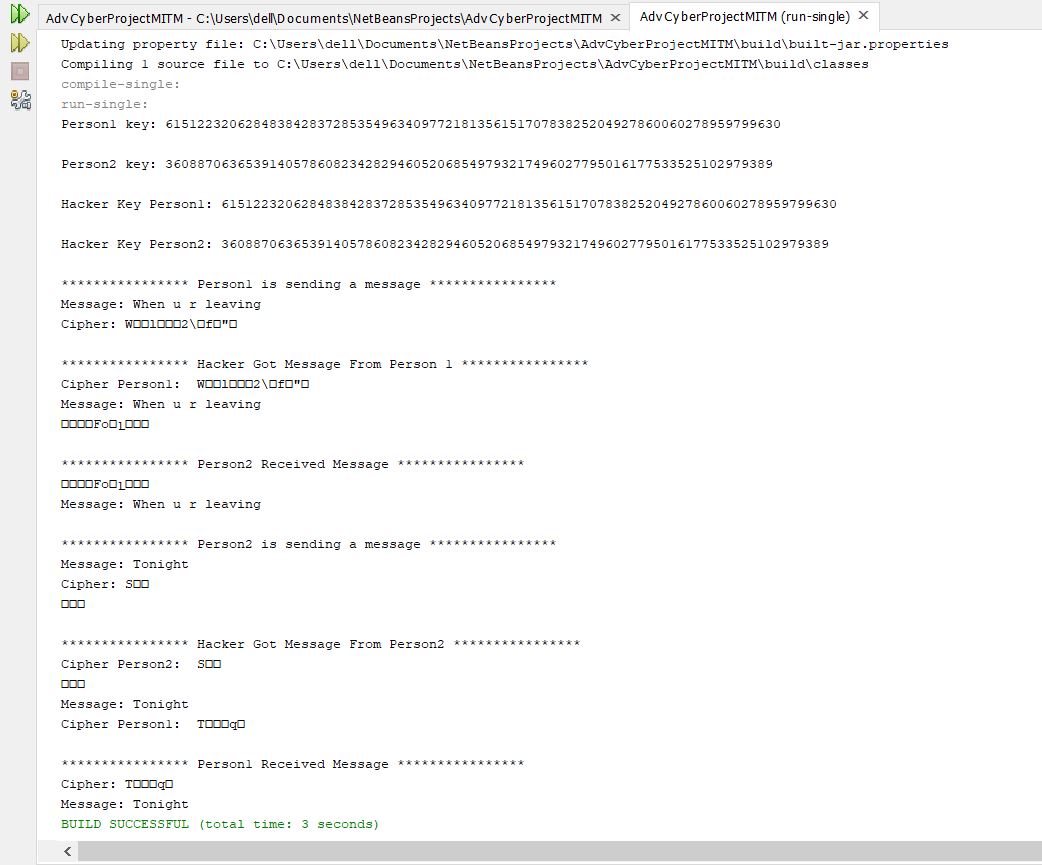 AdvCyberProjectMITM - C:\Users\dell\Documents\NetBeansProjects\AdvCyberProjectMITM × AdvCyberProjectMITM (run-single) ×
Updating property file: C:\Users\dell\Documents\NetBeansProjects\AdvCyberProjectMITM\build\built-jar.properties
Compiling 1 source file to C:\Users\dell\Documents\NetBeansProjects\AdvCyberProjectMITM\build\classes
compile-single:
run-single:
Person1 key: 61512232062848384283728535496340977218135615170783825204927860060278959799630
Person2 key: 3608870636539140578608234282946052068549793217496027795016177533525102979389
Hacker Key Person1: 61512232062848384283728535496340977218135615170783825204927860060278959799630
Hacker Key Person2: 3608870636539140578608234282946052068549793217496027795016177533525102979389
**************** Person1 is sending a message ****************
Message: When u r leaving
Cipher: W□□l□□□2\□f□"□
**************** Hacker Got Message From Person 1 ****************
Cipher Person1:  W□□l□□□2\□f□"□
Message: When u r leaving
□□□□Fo□l□□□
**************** Person2 Received Message ****************
□□□□Fo□l□□□
Message: When u r leaving
**************** Person2 is sending a message ****************
Message: Tonight
Cipher: S□□
□□□
**************** Hacker Got Message From Person2 ****************
Cipher Person2:  S□□
□□□
Message: Tonight
Cipher Person1:  T□□□q□
**************** Person1 Received Message ****************
Cipher: T□□□q□
Message: Tonight
BUILD SUCCESSFUL (total time: 3 seconds)